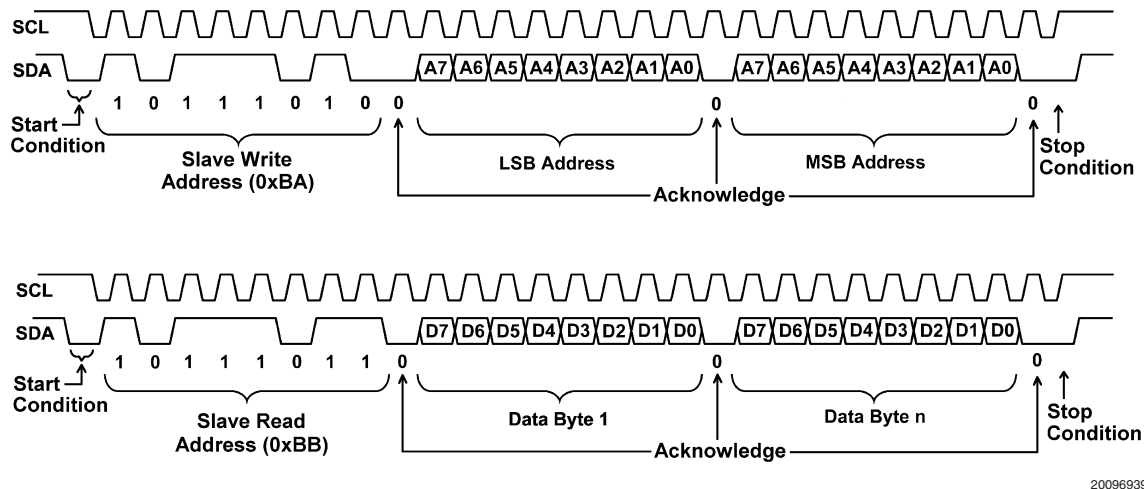 SCL
SDA
A7 A6 A5 A4 A3 A2 A1 A0 A7 A6 A5 A4 A3 A2 A1 A0
1 0 1 1 1 0 1 0 0 0 0
Start
Condition
Slave Write
Address (0xBA)
LSB Address
MSB Address
Stop
Condition
Acknowledge
SCL
SDA
D7 D6 D5 D4 D3 D2 D1 D0 D7 D6 D5 D4 D3 D2 D1 D0
1 0 1 1 1 0 1 1 0 0 0
Start
Condition
Slave Read
Address (0xBB)
Data Byte 1
Data Byte n
Stop
Condition
Acknowledge
20096939